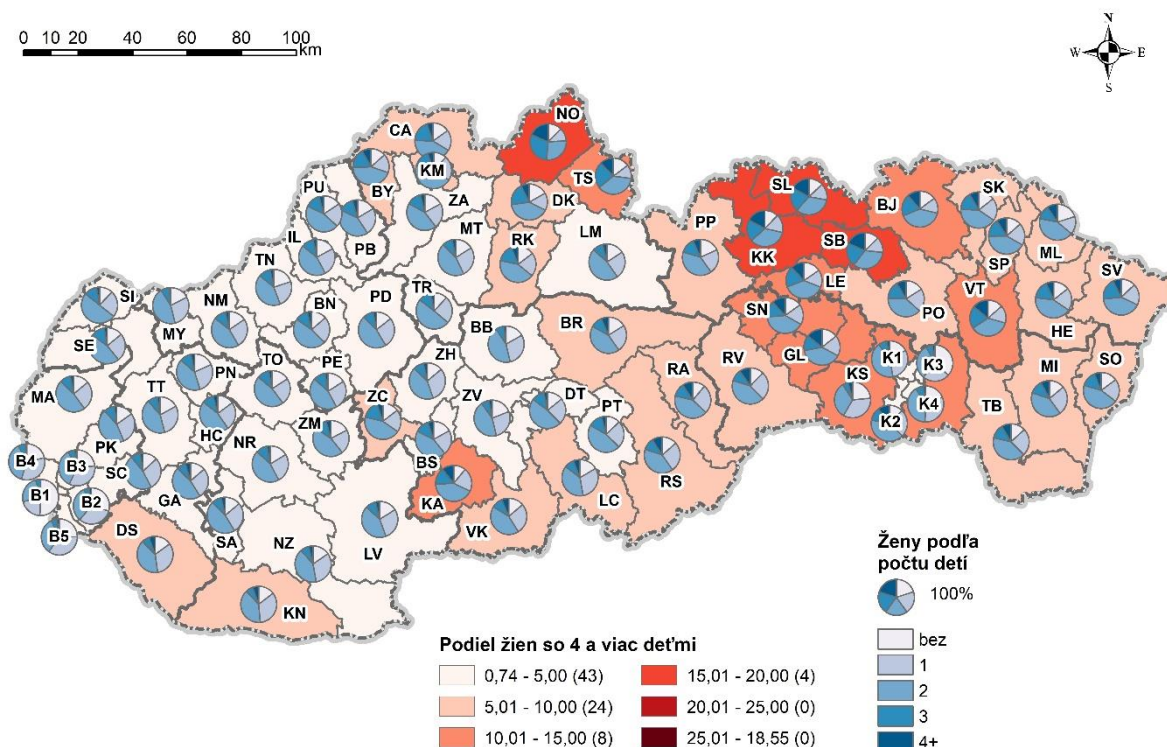 0 10 20 40 60 80 100
km
N
W E
S
NO
CA
KM
TS
SL
BJ
SK
PU
BY
ZA
DK
PP
KK
SB
ML
IL
PB
MT
RK
LM
SP
SV
TN
LE
VT
SI
NM
BN
PD
TR
SN
PO
HE
MY
BB
BR
SE
TO
PE
ZH
GL
K1
K3
SO
MA
TT
PN
ZC
ZV
DT
RA
RV
KS
MI
PK
HC
NR
ZM
PT
K4
TB
B4
B3
SC
BS
K2
B1
B2
GA
KA
LC
RS
B5
DS
SA
NZ
LV
VK
KN
Ženy podľa
počtu detí
100%
bez
1
2
3
4+
Podiel žien so 4 a viac deťmi
0,74 - 5,00 (43)
5,01 - 10,00 (24)
10,01 - 15,00 (8)
15,01 - 20,00 (4)
20,01 - 25,00 (0)
25,01 - 18,55 (0)